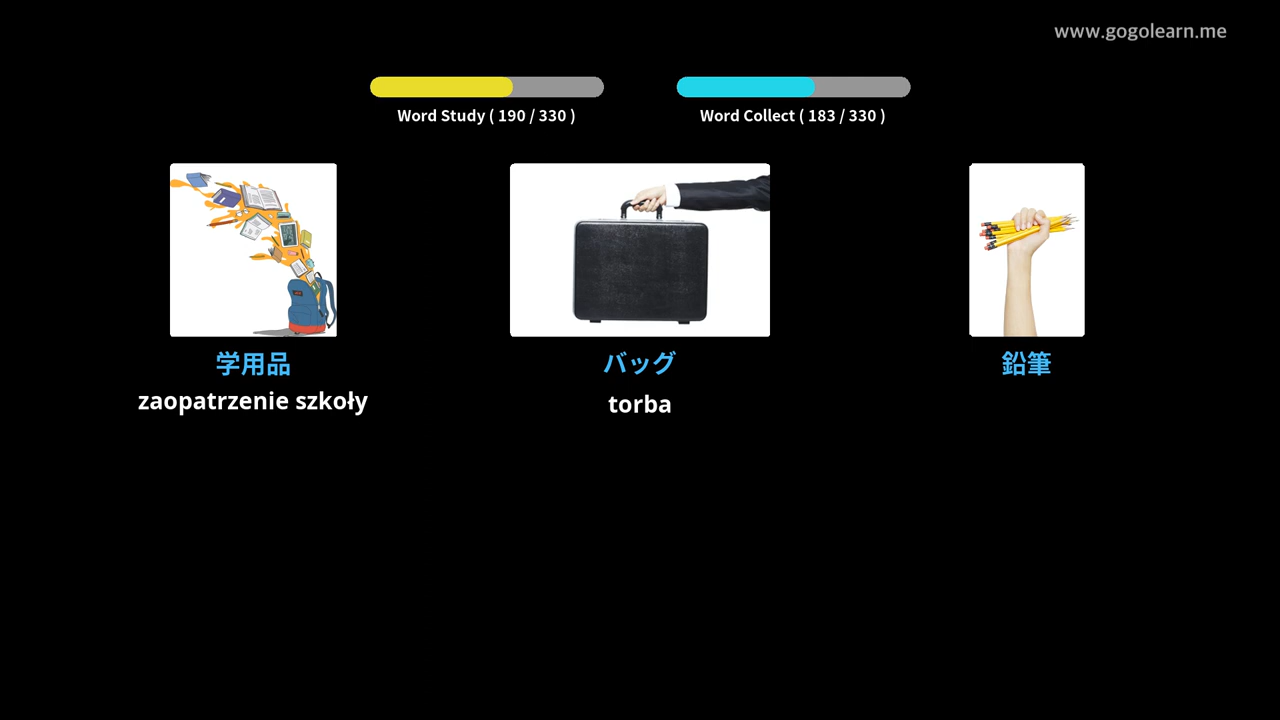 www.gogolearn.me
Word Study ( 190 / 330 )
Word Collect ( 183 / 330 )
学用品
バッグ
鉛筆
zaopatrzenie szkoły
torba